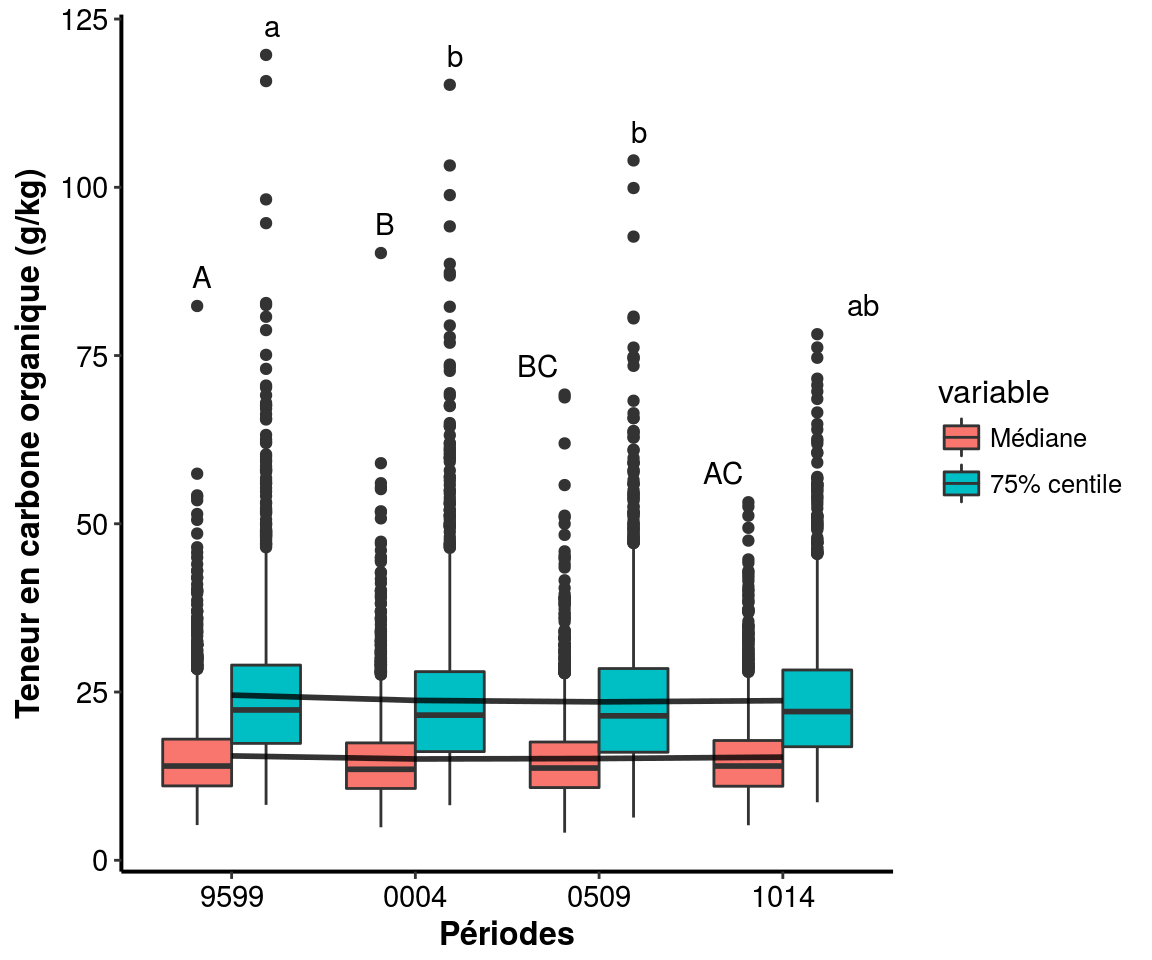 Teneur en carbone organique (g/kg)
125
100
75
50
25
0
a
b
b
A
B
BC
ab
AC
9599
0004
0509
1014
Périodes
variable
Médiane
75% centile